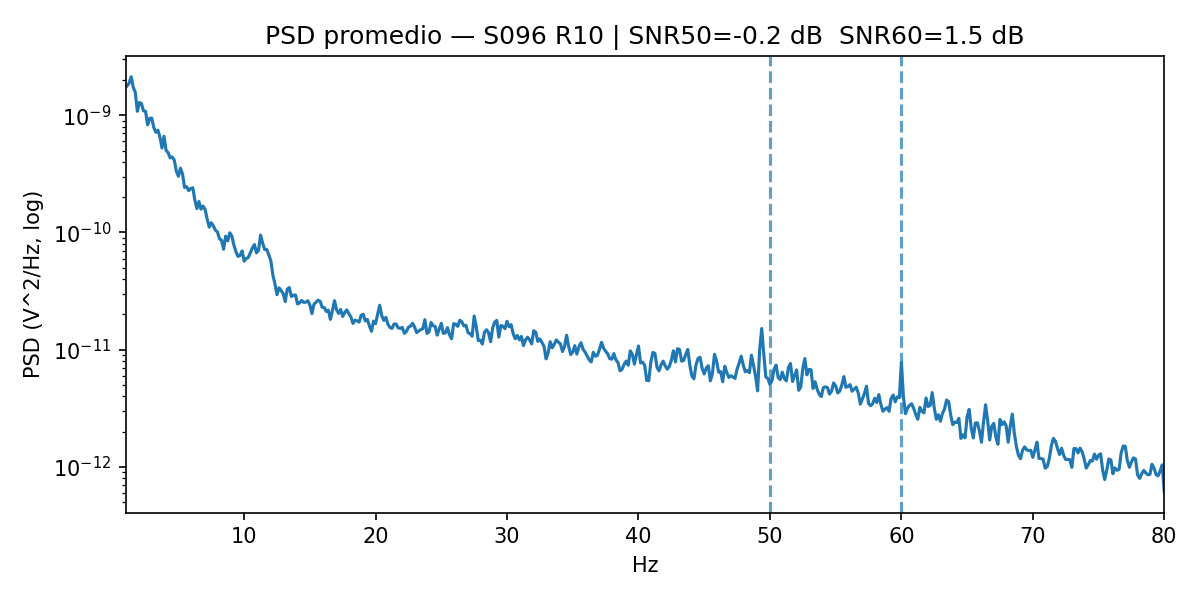 PSD promedio — S096 R10 | SNR50=-0.2 dB  SNR60=1.5 dB
PSD (V^2/Hz, log)
10⁻⁹
10⁻¹⁰
10⁻¹¹
10⁻¹²
10 20 30 40 50 60 70 80
Hz